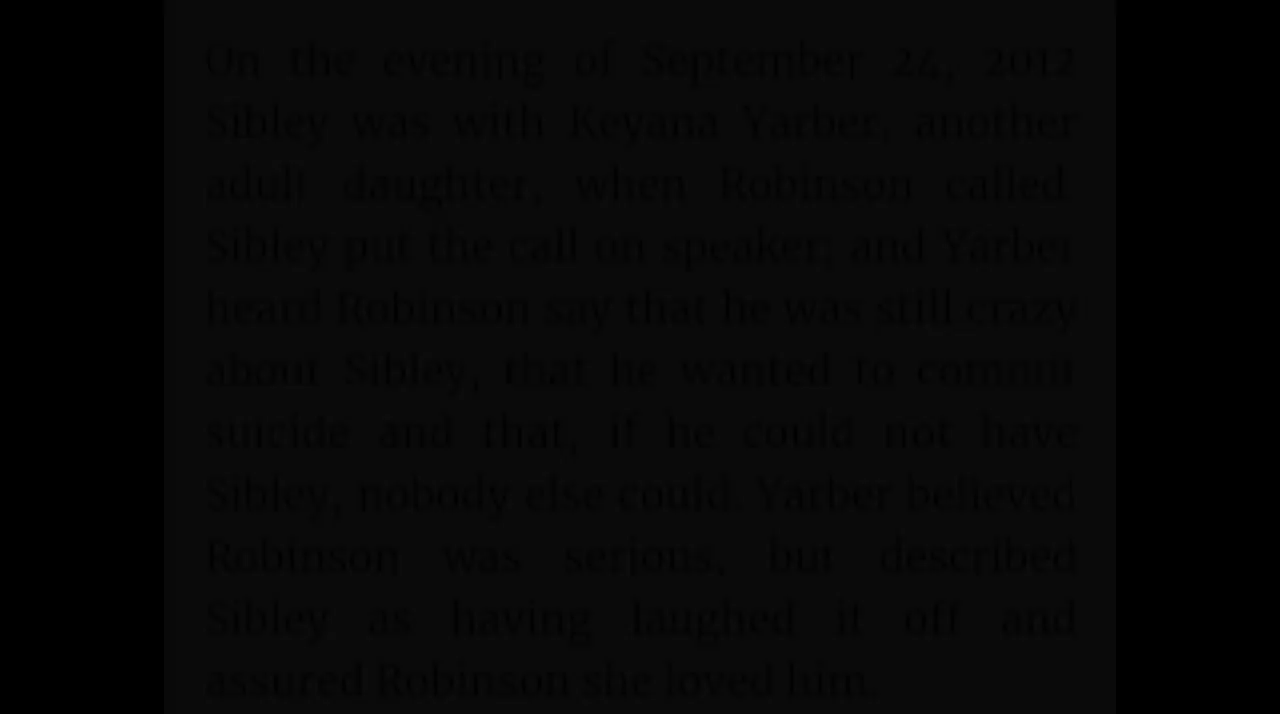 On the evening of September 24, 2012
Sibley was with Keyana Yarber, another
adult daughter, when Robinson called.
Sibley put the call on speaker; and Yarber
heard Robinson say that he was still crazy
about Sibley, that he wanted to commit
suicide and that, if he could not have
Sibley, nobody else could. Yarber believed
Robinson was serious, but described
Sibley as having laughed it off and
assured Robinson she loved him.